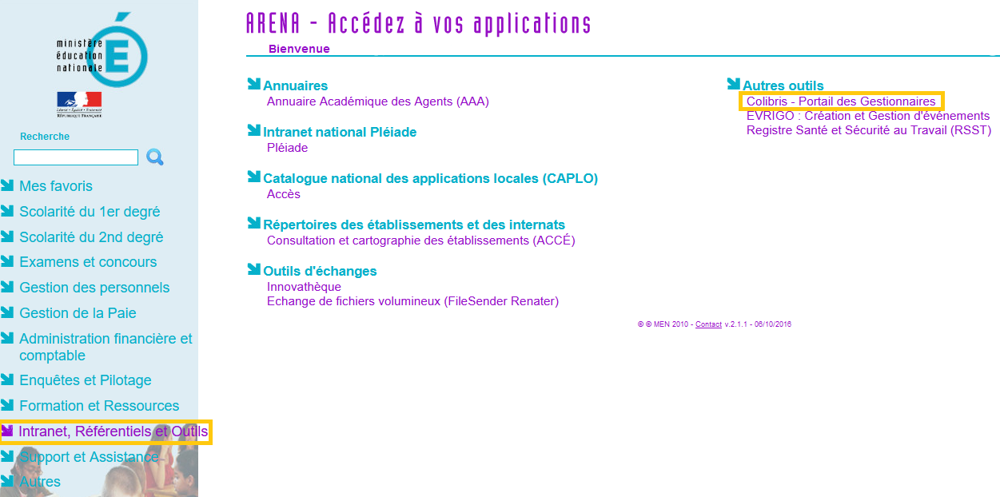 ministère
éducation
nationale
É
Liberté • Égalité • Fraternité
RÉPUBLIQUE FRANÇAISE
Recherche
Mes favoris
Scolarité du 1er degré
Scolarité du 2nd degré
Examens et concours
Gestion des personnels
Gestion de la Paie
Administration financière et
comptable
Enquêtes et Pilotage
Formation et Ressources
Intranet, Référentiels et Outils
Support et Assistance
Autres
ARENA - Accédez à vos applications
Bienvenue
Annuaires
Annuaire Académique des Agents (AAA)
Intranet national Pléiade
Pléiade
Catalogue national des applications locales (CAPLO)
Accès
Répertoires des établissements et des internats
Consultation et cartographie des établissements (ACCÉ)
Outils d'échanges
Innovathèque
Echange de fichiers volumineux (FileSender Renater)
Autres outils
Colibris - Portail des Gestionnaires
EVRIGO : Création et Gestion d'événements
Registre Santé et Sécurité au Travail (RSST)
© © MEN 2010 - Contact v.2.1.1 - 06/10/2016